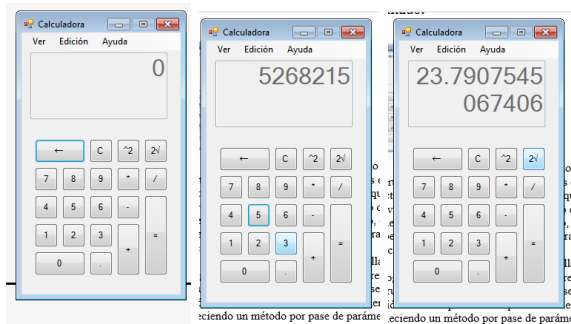 Calculadora
Ver Edición Ayuda
0
← C ^2 2√
7 8 9 * /
4 5 6 -
1 2 3 + =
0 .
Calculadora
Ver Edición Ayuda
5268215
← C ^2 2√
7 8 9 * /
4 5 6 -
1 2 3 + =
0 .
eciendo un método por pase de paráme
Calculadora
Ver Edición Ayuda
23.7907545
067406
← C ^2 2√
7 8 9 * /
4 5 6 -
1 2 3 + =
0 .
eciendo un método por pase de paráme